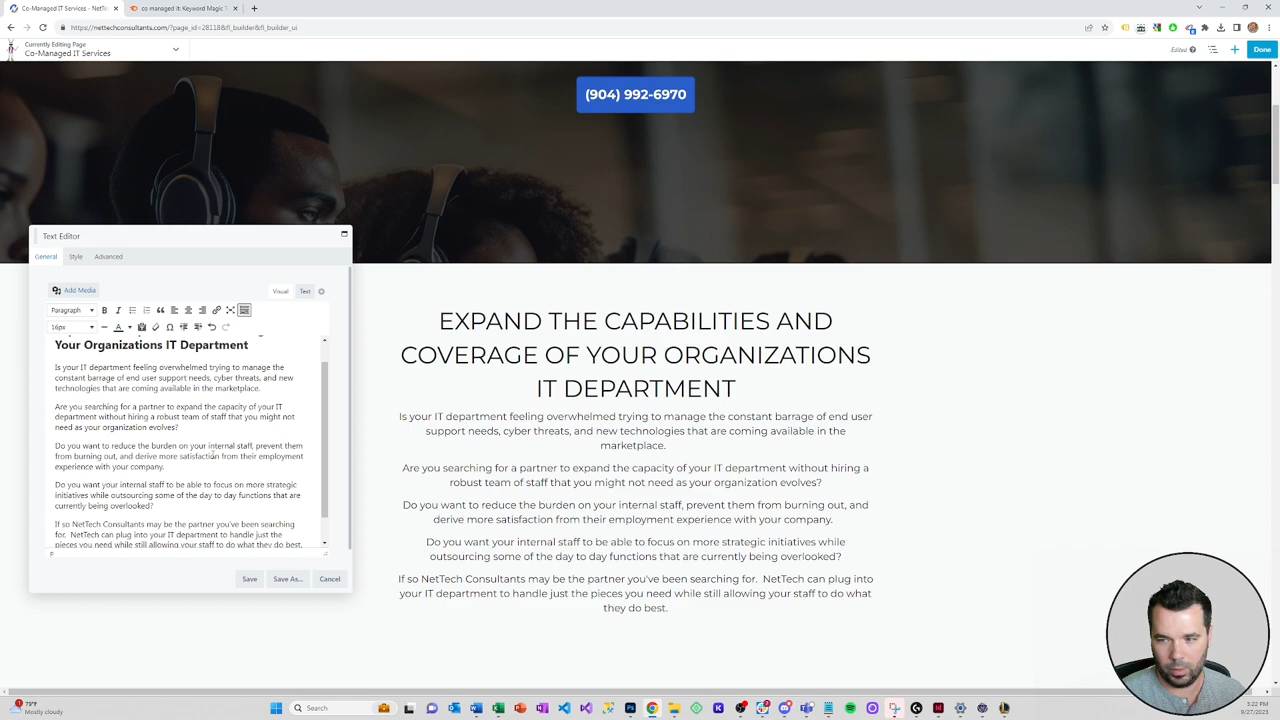 Co-Managed IT Services - NetTe
co managed it: Keyword Magic T
https://nettechconsultants.com/?page_id=28118&fl_builder&fl_builder_ui
Currently Editing Page
Co-Managed IT Services
Edited
Done
(904) 992-6970
Text Editor
General
Style
Advanced
Add Media
Visual
Text
Paragraph
16px
Your Organizations IT Department
Is your IT department feeling overwhelmed trying to manage the
constant barrage of end user support needs, cyber threats, and new
technologies that are coming available in the marketplace.
Are you searching for a partner to expand the capacity of your IT
department without hiring a robust team of staff that you might not
need as your organization evolves?
Do you want to reduce the burden on your internal staff, prevent them
from burning out, and derive more satisfaction from their employment
experience with your company.
Do you want your internal staff to be able to focus on more strategic
initiatives while outsourcing some of the day to day functions that are
currently being overlooked?
If so NetTech Consultants may be the partner you've been searching
for. NetTech can plug into your IT department to handle just the
pieces you need while still allowing your staff to do what they do best.
p
Save
Save As...
Cancel
EXPAND THE CAPABILITIES AND
COVERAGE OF YOUR ORGANIZATIONS
IT DEPARTMENT
Is your IT department feeling overwhelmed trying to manage the constant barrage of end user
support needs, cyber threats, and new technologies that are coming available in the
marketplace.
Are you searching for a partner to expand the capacity of your IT department without hiring a
robust team of staff that you might not need as your organization evolves?
Do you want to reduce the burden on your internal staff, prevent them from burning out, and
derive more satisfaction from their employment experience with your company.
Do you want your internal staff to be able to focus on more strategic initiatives while
outsourcing some of the day to day functions that are currently being overlooked?
If so NetTech Consultants may be the partner you've been searching for. NetTech can plug into
your IT department to handle just the pieces you need while still allowing your staff to do what
they do best.
79°F
Mostly cloudy
Search
3:22 PM
9/27/2023